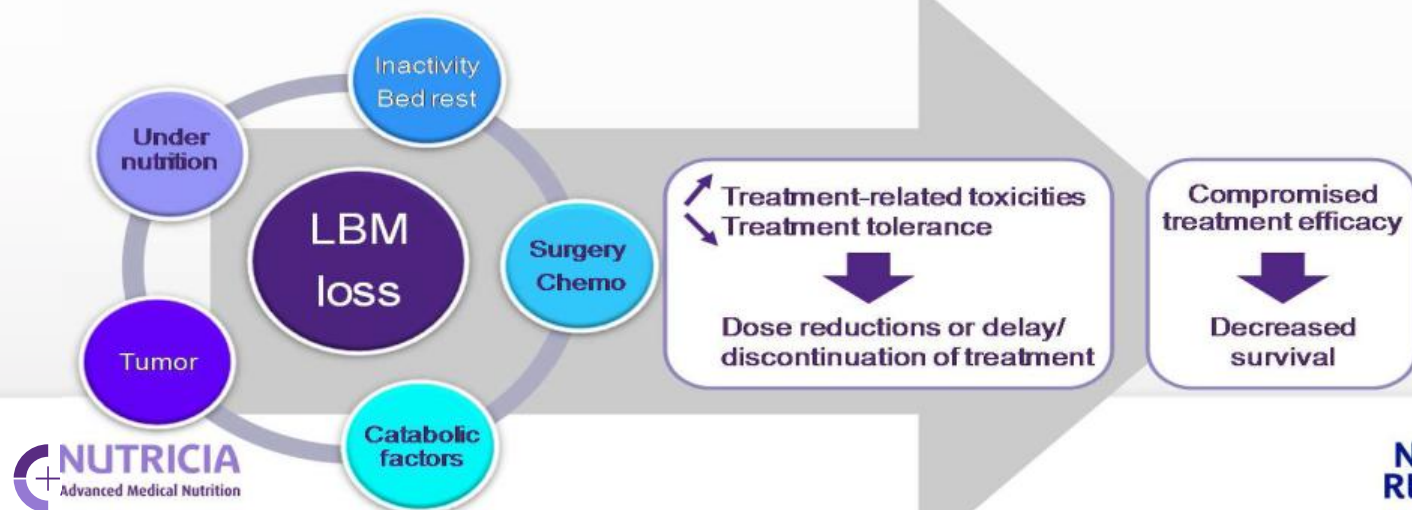 Inactivity
Bed rest
Under
nutrition
LBM
loss
Surgery
Chemo
Tumor
Catabolic
factors
Treatment-related toxicities
Treatment tolerance
Dose reductions or delay/
discontinuation of treatment
Compromised
treatment efficacy
Decreased
survival
NUTRICIA
Advanced Medical Nutrition